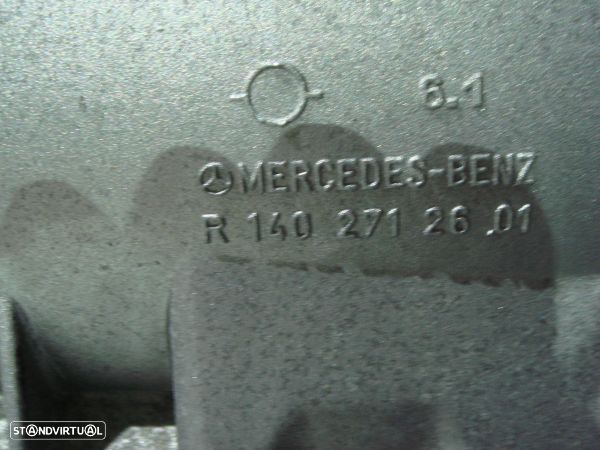 6.1
MERCEDES-BENZ
R 140 271 26 01
STANDVIRTUAL